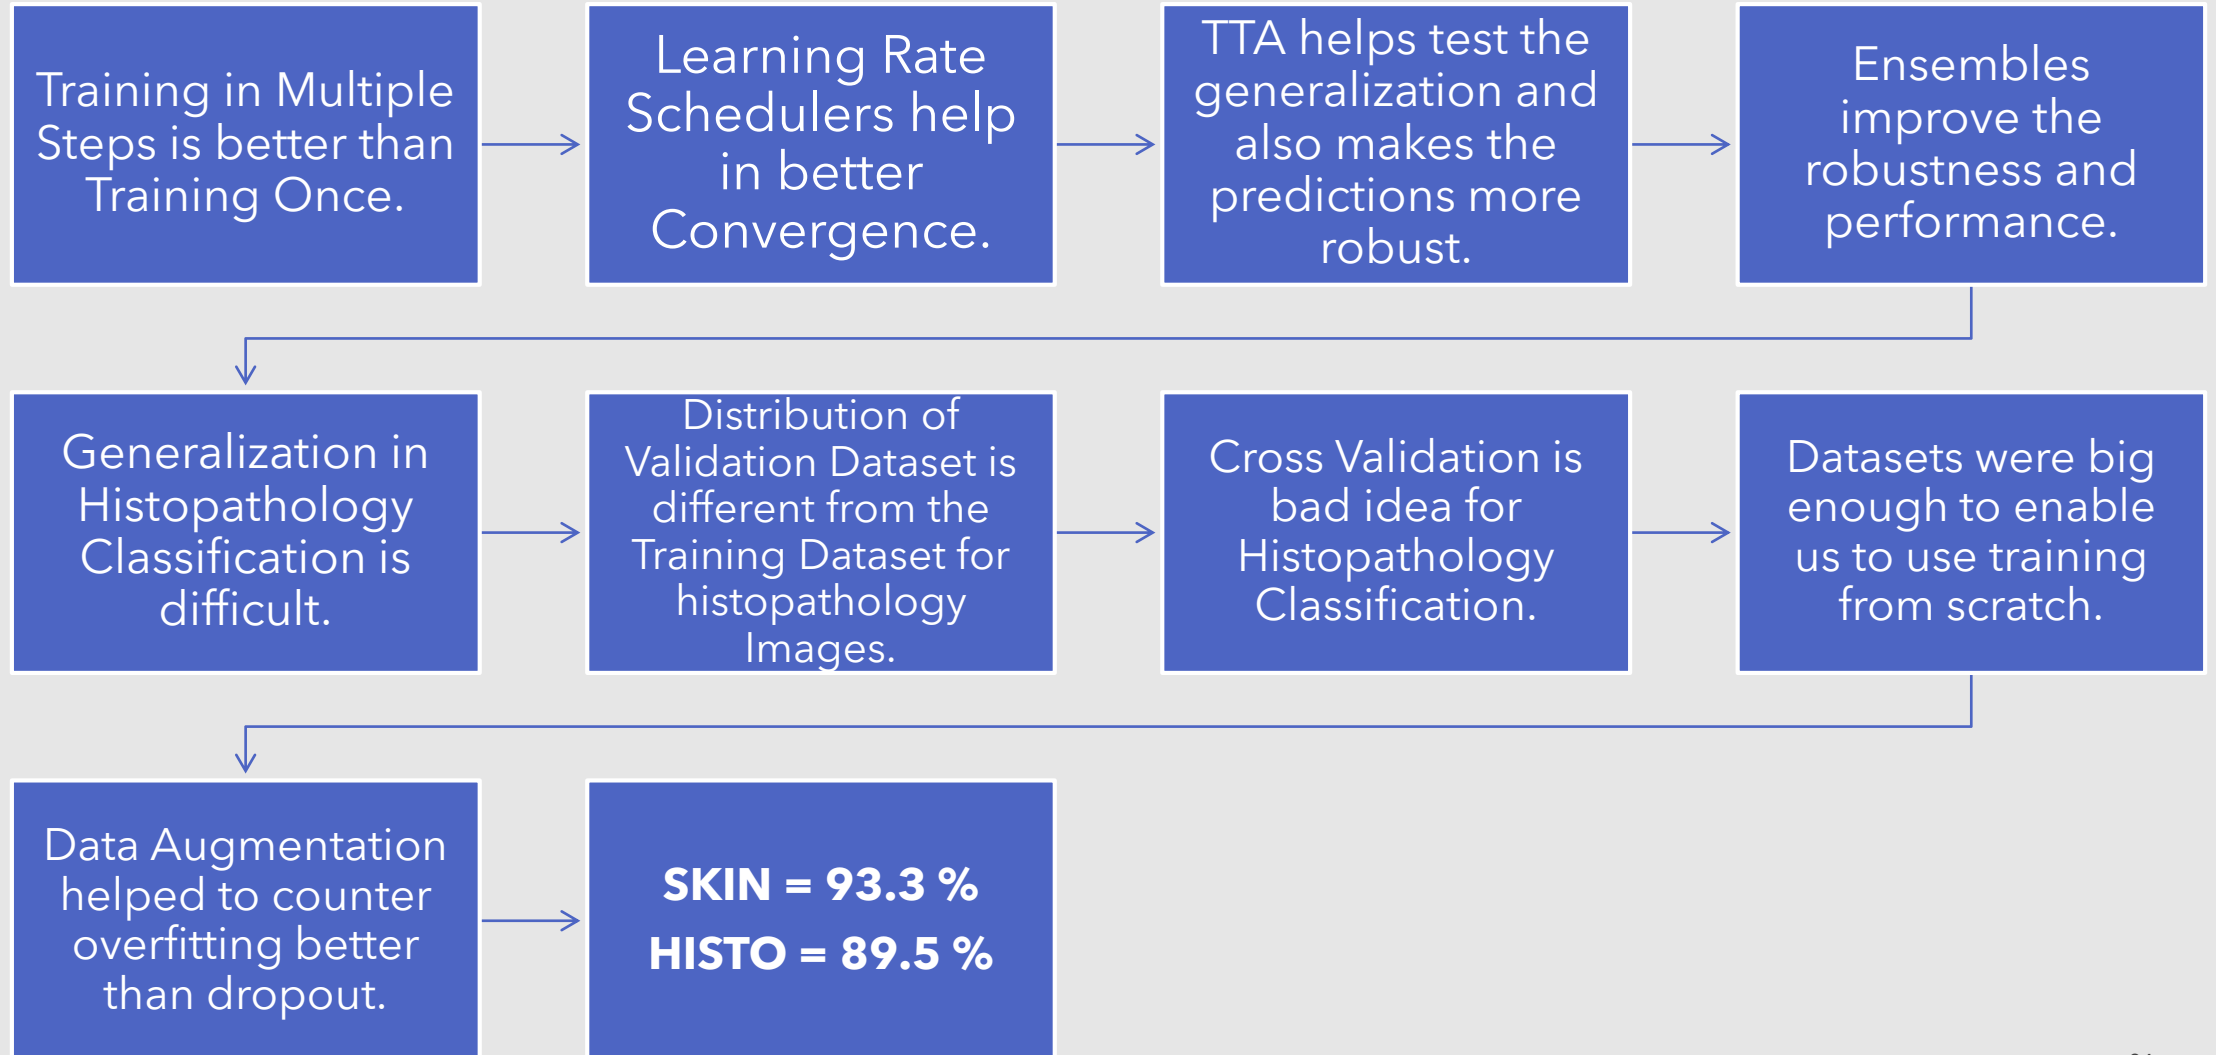 Training in Multiple
Steps is better than
Training Once.
Learning Rate
Schedulers help
in better
Convergence.
TTA helps test the
generalization and
also makes the
predictions more
robust.
Ensembles
improve the
robustness and
performance.
Generalization in
Histopathology
Classification is
difficult.
Distribution of
Validation Dataset is
different from the
Training Dataset for
histopathology
Images.
Cross Validation is
bad idea for
Histopathology
Classification.
Datasets were big
enough to enable
us to use training
from scratch.
Data Augmentation
helped to counter
overfitting better
than dropout.
SKIN = 93.3 %
HISTO = 89.5 %